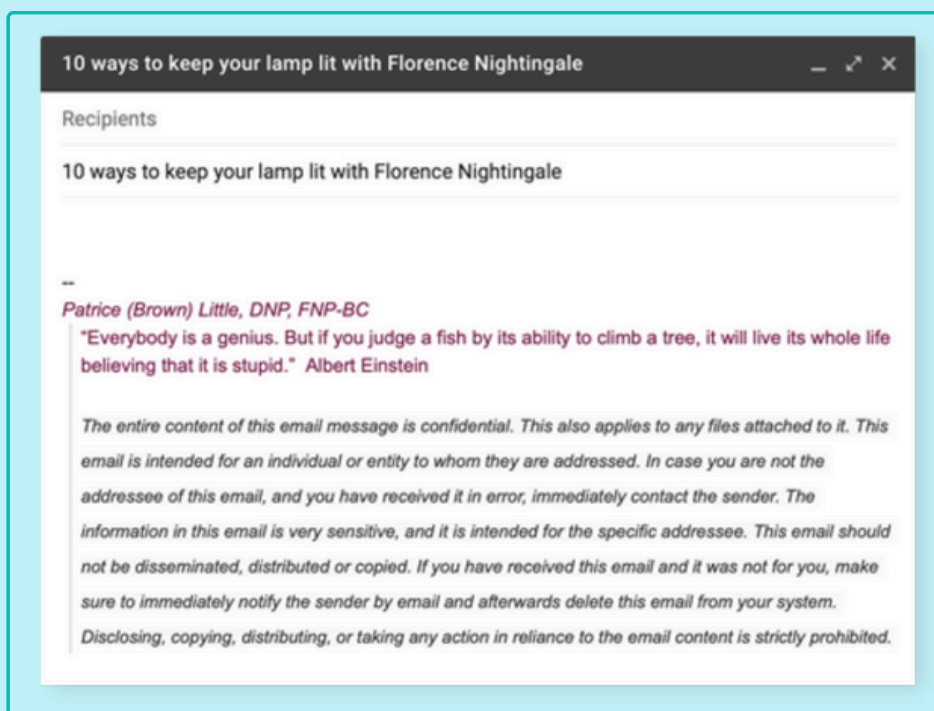 10 ways to keep your lamp lit with Florence Nightingale
Recipients
10 ways to keep your lamp lit with Florence Nightingale
--
Patrice (Brown) Little, DNP, FNP-BC
"Everybody is a genius. But if you judge a fish by its ability to climb a tree, it will live its whole life
believing that it is stupid."  Albert Einstein
The entire content of this email message is confidential. This also applies to any files attached to it. This
email is intended for an individual or entity to whom they are addressed. In case you are not the
addressee of this email, and you have received it in error, immediately contact the sender. The
information in this email is very sensitive, and it is intended for the specific addressee. This email should
not be disseminated, distributed or copied. If you have received this email and it was not for you, make
sure to immediately notify the sender by email and afterwards delete this email from your system.
Disclosing, copying, distributing, or taking any action in reliance to the email content is strictly prohibited.